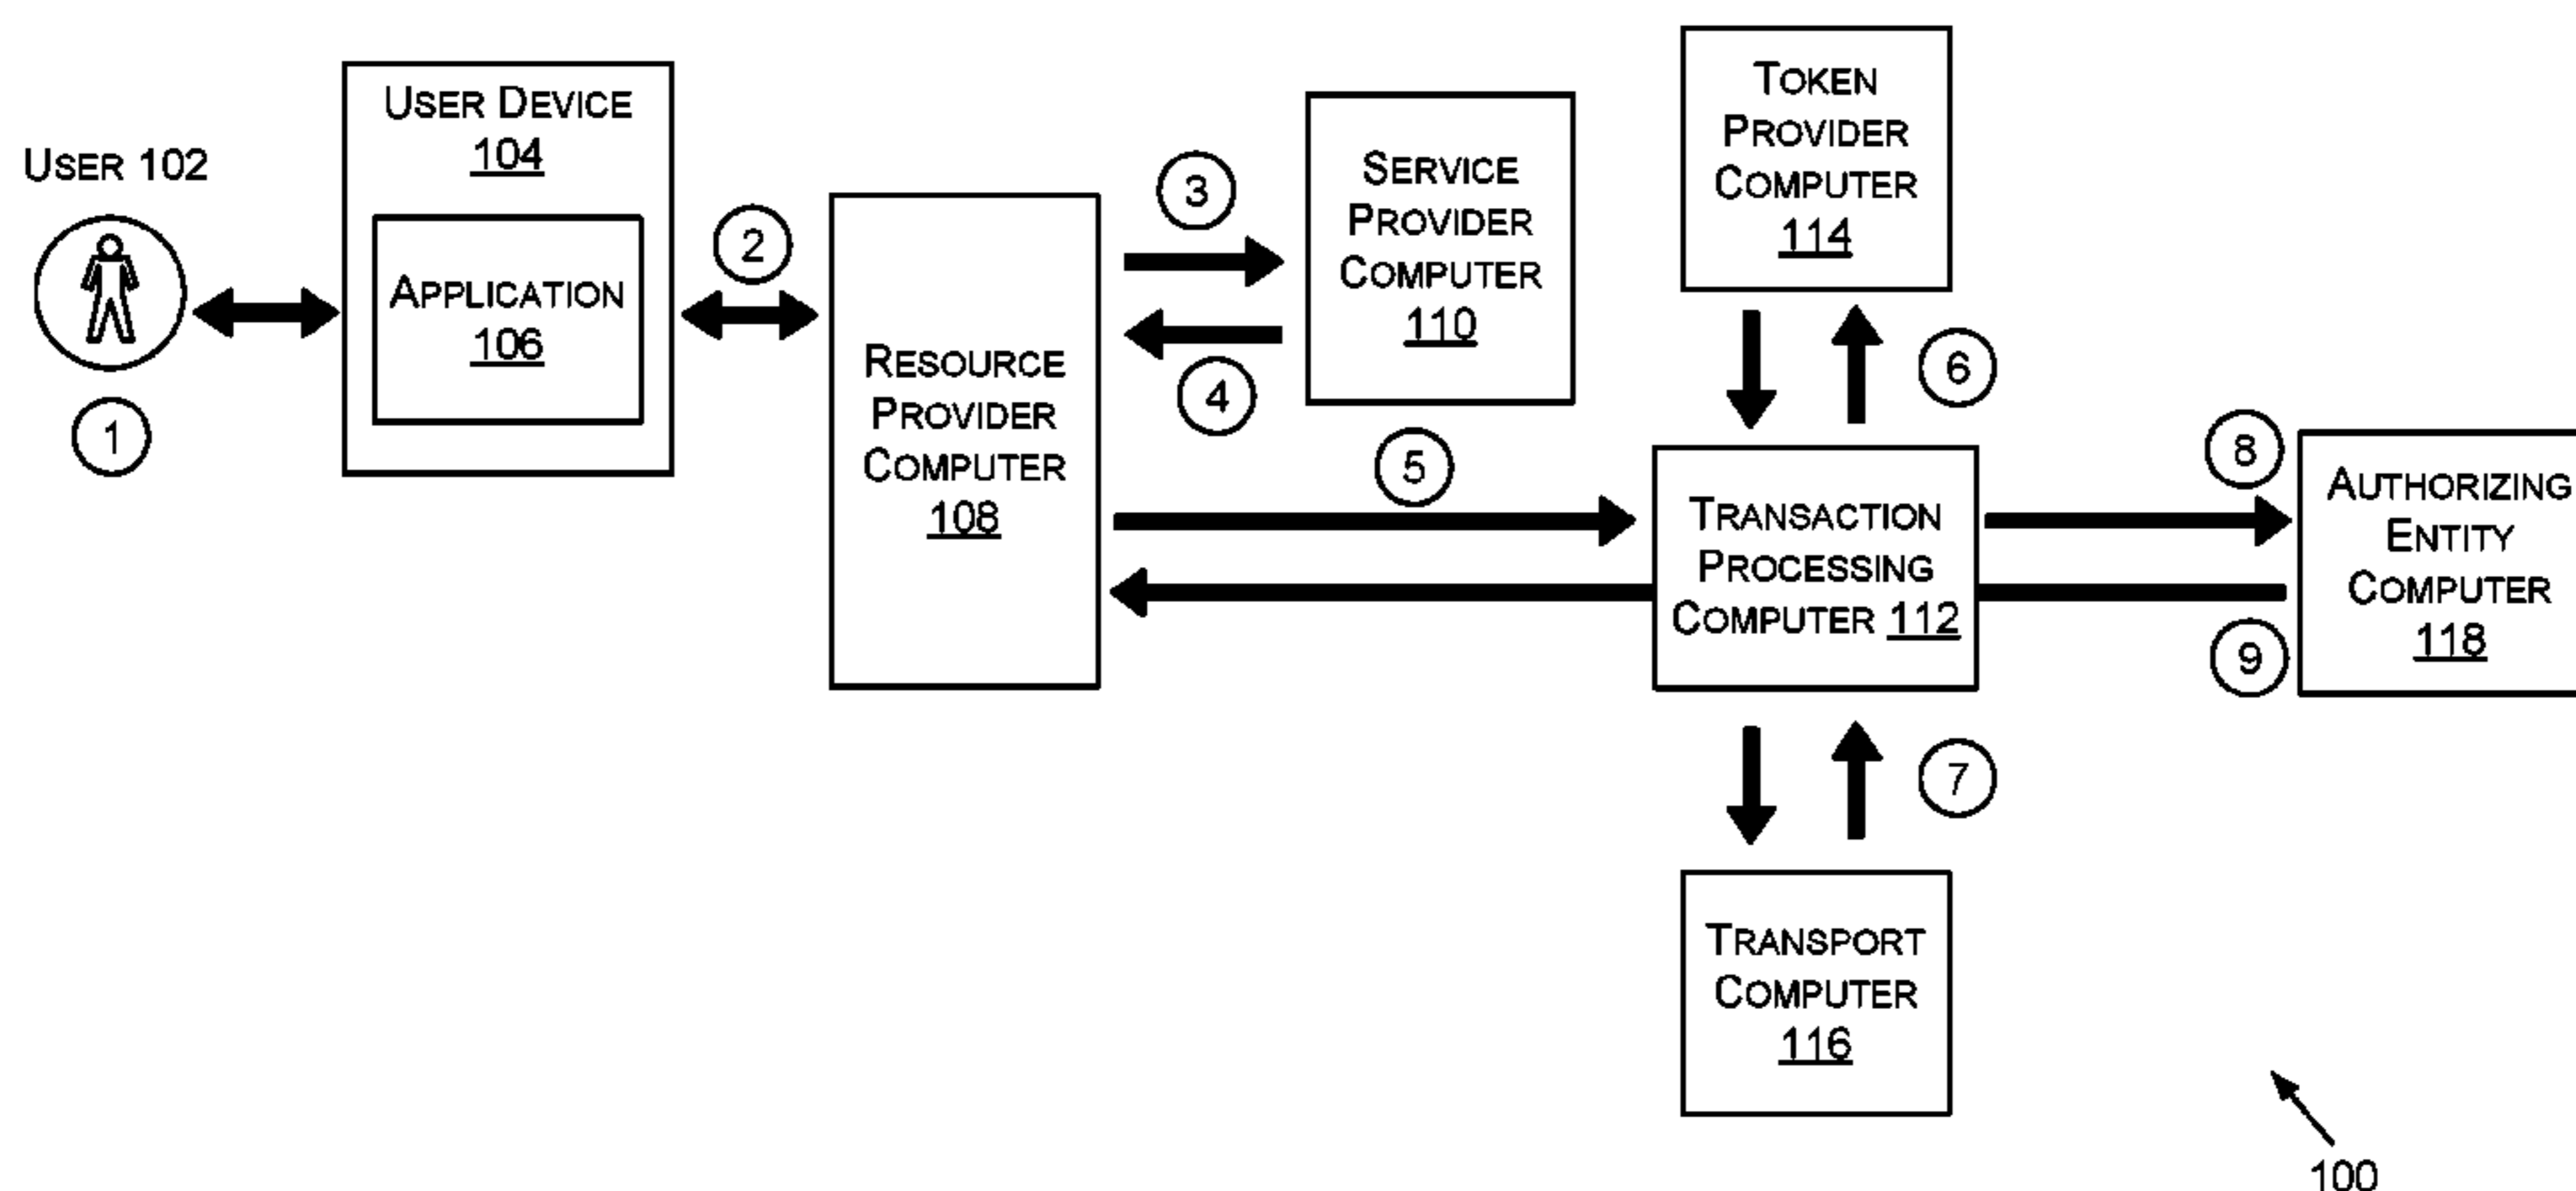 USER 102
1
USER DEVICE
104
APPLICATION
106
2
RESOURCE
PROVIDER
COMPUTER
108
3
4
SERVICE
PROVIDER
COMPUTER
110
5
TOKEN
PROVIDER
COMPUTER
114
6
TRANSACTION
PROCESSING
COMPUTER 112
7
TRANSPORT
COMPUTER
116
8
9
AUTHORIZING
ENTITY
COMPUTER
118
100